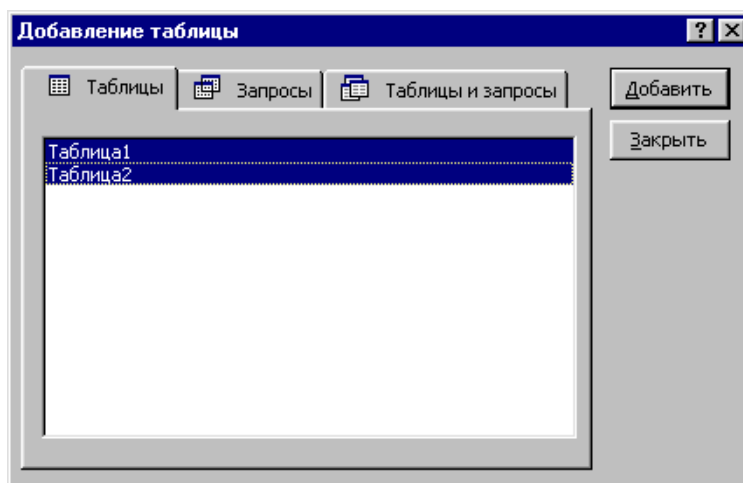 Добавление таблицы
Таблицы Запросы Таблицы и запросы Добавить
Закрыть
Таблица1
Таблица2